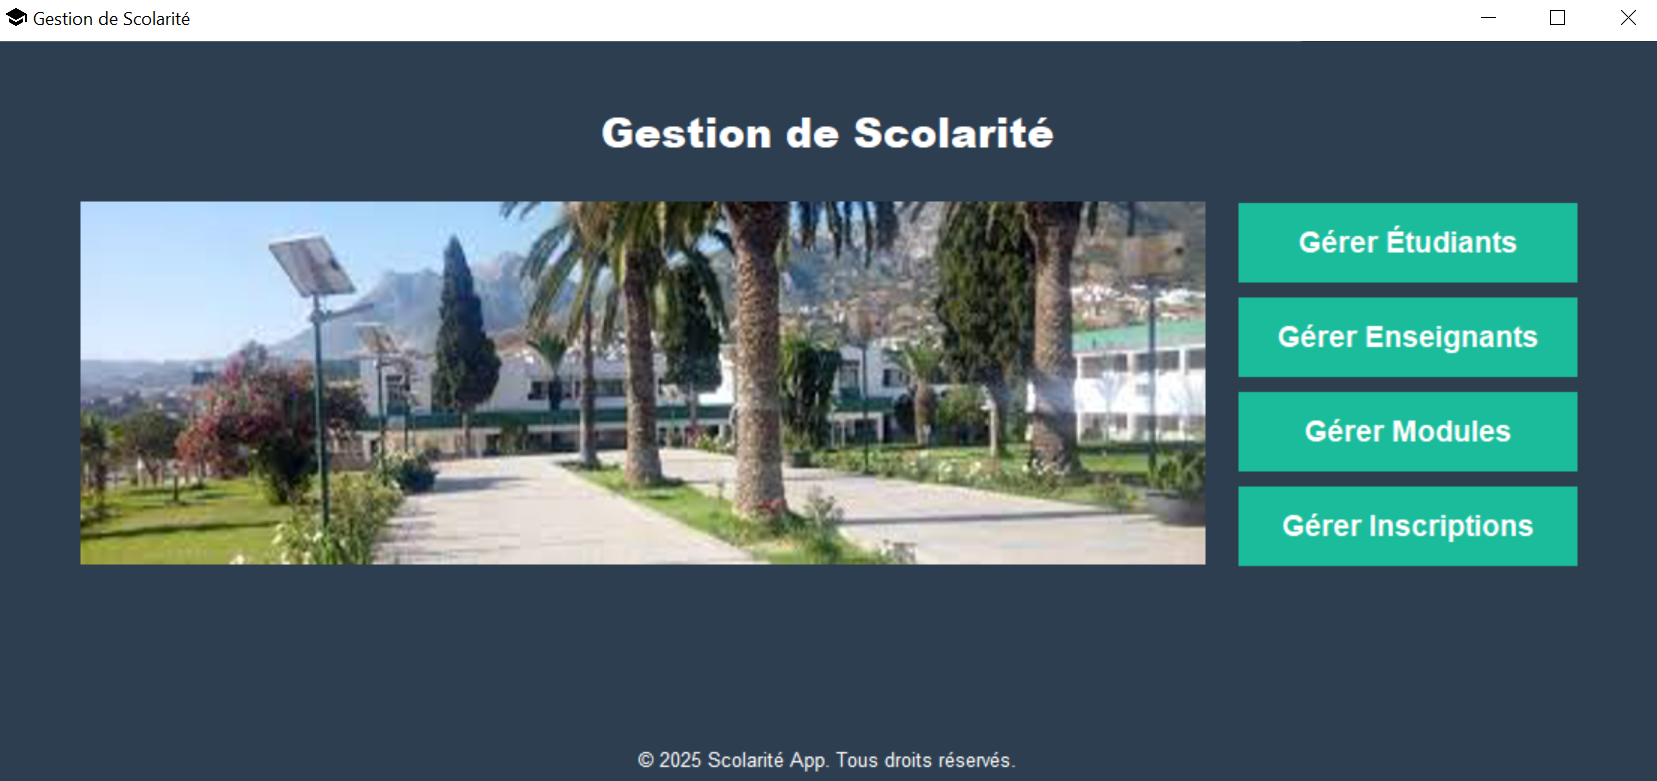 Gestion de Scolarité
Gestion de Scolarité
Gérer Étudiants
Gérer Enseignants
Gérer Modules
Gérer Inscriptions
© 2025 Scolarité App. Tous droits réservés.